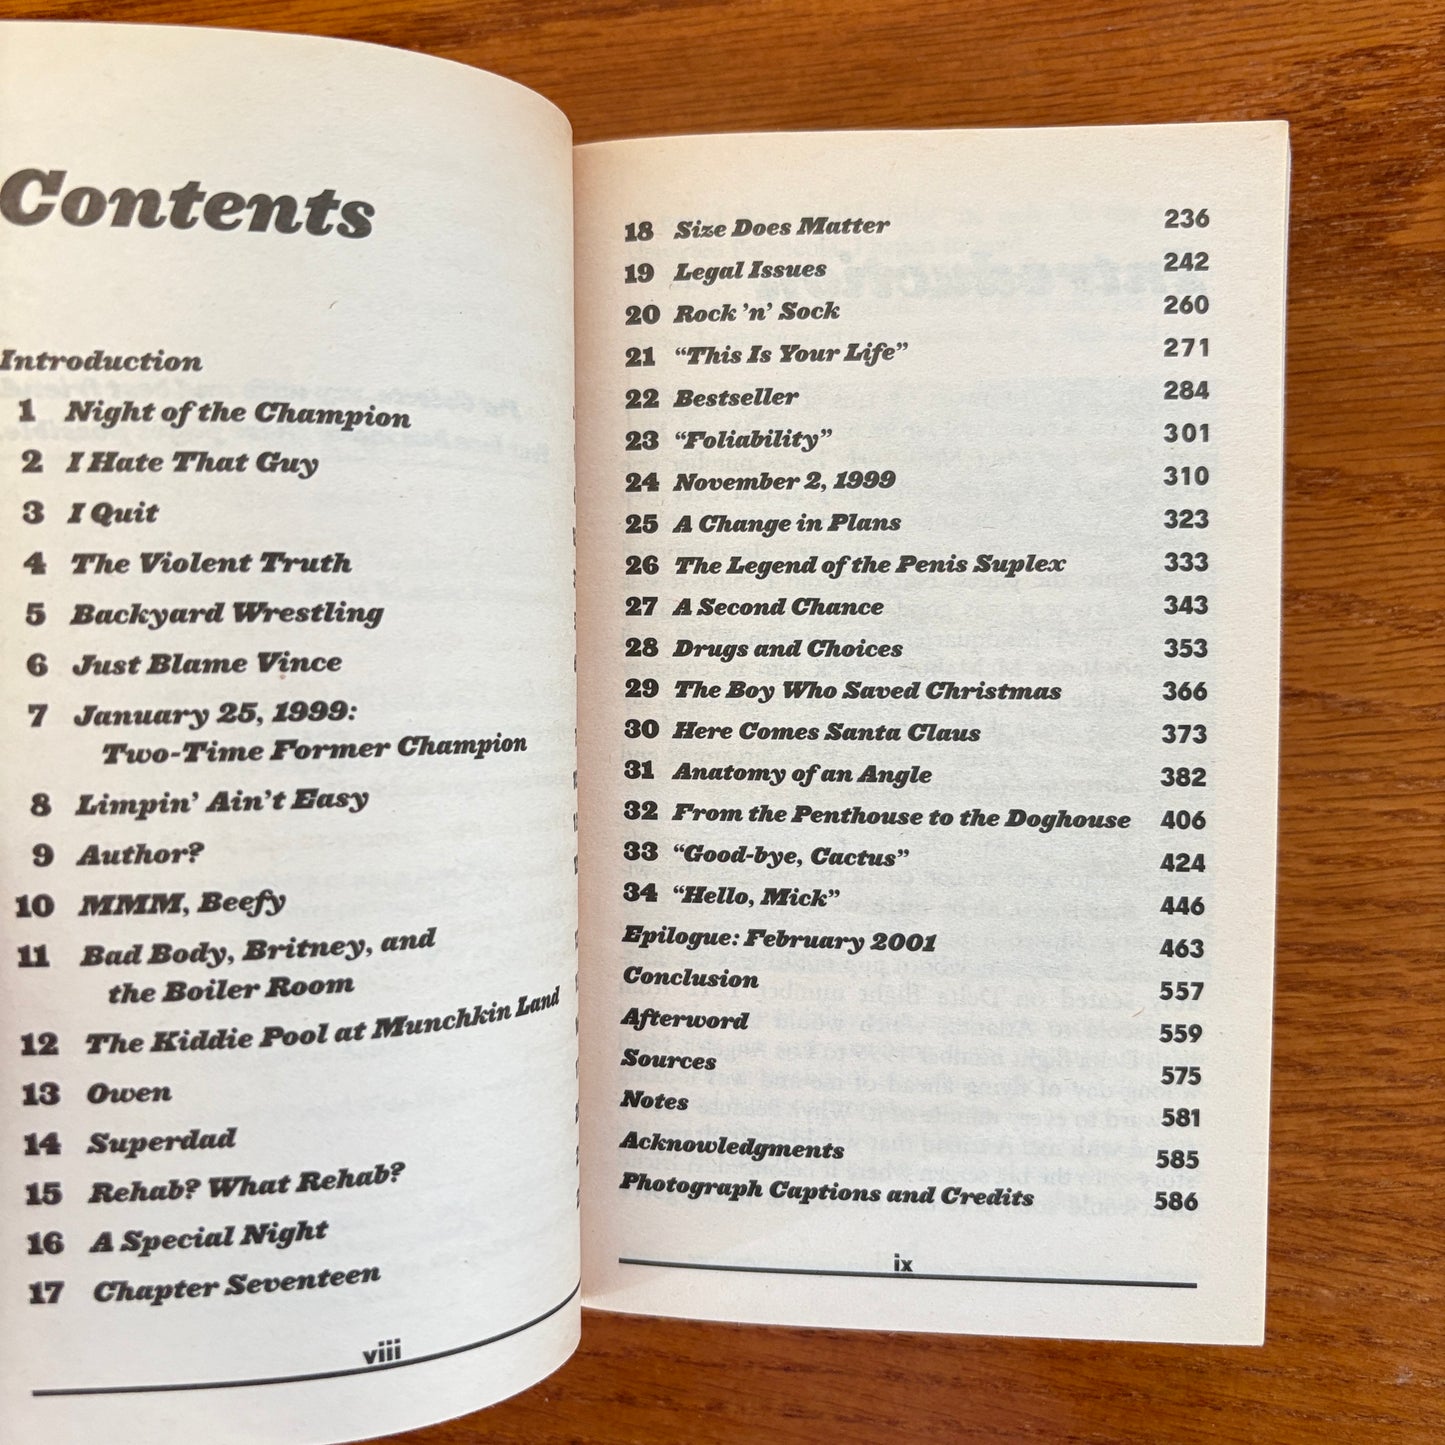 Contents
Introduction
1 Night of the Champion
2 I Hate That Guy
3 I Quit
4 The Violent Truth
5 Backyard Wrestling
6 Just Blame Vince
7 January 25, 1999:
Two-Time Former Champion
8 Limpin' Ain't Easy
9 Author?
10 MMM, Beefy
11 Bad Body, Britney, and
the Boiler Room
12 The Kiddie Pool at Munchkin Land
13 Owen
14 Superdad
15 Rehab? What Rehab?
16 A Special Night
17 Chapter Seventeen
viii
18 Size Does Matter 236
19 Legal Issues 242
20 Rock 'n' Sock 260
21 “This Is Your Life” 271
22 Bestseller 284
23 “Foliability” 301
24 November 2, 1999 310
25 A Change in Plans 323
26 The Legend of the Penis Suplex 333
27 A Second Chance 343
28 Drugs and Choices 353
29 The Boy Who Saved Christmas 366
30 Here Comes Santa Claus 373
31 Anatomy of an Angle 382
32 From the Penthouse to the Doghouse 406
33 “Good-bye, Cactus” 424
34 “Hello, Mick” 446
Epilogue: February 2001 463
Conclusion 557
Afterword 559
Sources 575
Notes 581
Acknowledgments 585
Photograph Captions and Credits 586
ix